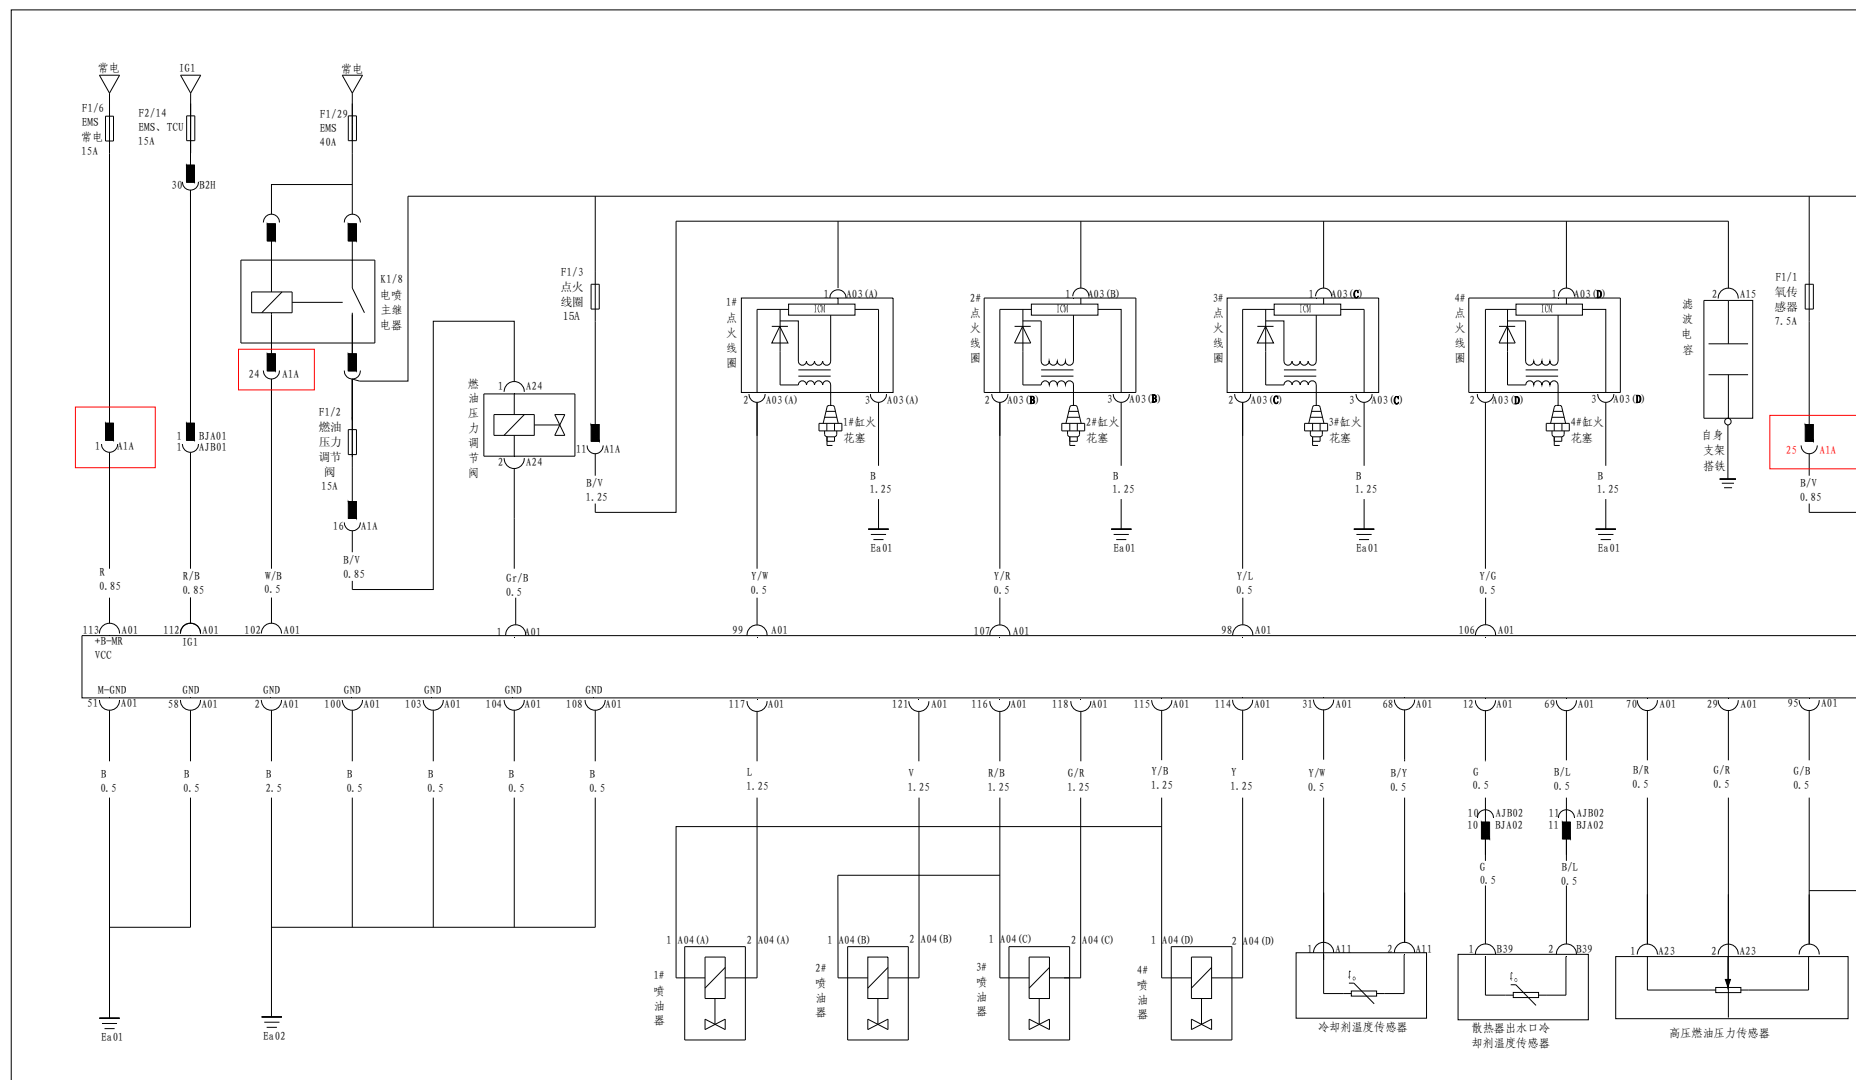 常电
IG1
常电
F1/6
EMS
常电
15A
F2/14
EMS、TCU
15A
F1/29
EMS
40A
30 B2H
K1/8
电喷
主继
电器
F1/3
点火
线圈
15A
F1/1
氧传
感器
7.5A
1 A03(A)
1 A03(B)
1 A03(C)
1 A03(D)
2 A15
1#点火线圈
ICM
2#点火线圈
ICM
3#点火线圈
ICM
4#点火线圈
ICM
滤波电容
24 A1A
燃油压力调节阀
1 A24
2 A24
2 A03(A)
3 A03(A)
2 A03(B)
3 A03(B)
2 A03(C)
3 A03(C)
2 A03(D)
3 A03(D)
F1/2
燃油
压力
调节
阀
15A
1#缸火
花塞
2#缸火
花塞
3#缸火
花塞
4#缸火
花塞
自身
支架
搭铁
1 A1A
1 BJA01
1 AJB01
11 A1A
25 A1A
B/V
1.25
B
1.25
B
1.25
B
1.25
B
1.25
B/V
0.85
16 A1A
Ea01
Ea01
Ea01
Ea01
R
0.85
R/B
0.85
W/B
0.5
B/V
0.85
Gr/B
0.5
Y/W
0.5
Y/R
0.5
Y/L
0.5
Y/G
0.5
113 A01
112 A01
102 A01
1 A01
99 A01
107 A01
98 A01
106 A01
+B-MR
VCC
IG1
M-GND
GND
GND
GND
GND
GND
GND
51 A01
58 A01
2 A01
100 A01
103 A01
104 A01
108 A01
117 A01
121 A01
116 A01
118 A01
115 A01
114 A01
31 A01
68 A01
12 A01
69 A01
70 A01
29 A01
95 A01
B
0.5
B
0.5
B
2.5
B
0.5
B
0.5
B
0.5
B
0.5
L
1.25
V
1.25
R/B
1.25
G/R
1.25
Y/B
1.25
Y
1.25
Y/W
0.5
B/Y
0.5
G
0.5
B/L
0.5
B/R
0.5
G/R
0.5
G/B
0.5
10 AJB02
10 BJA02
11 AJB02
11 BJA02
G
0.5
B/L
0.5
1 A04(A)
2 A04(A)
1 A04(B)
2 A04(B)
1 A04(C)
2 A04(C)
1 A04(D)
2 A04(D)
1 A11
2 A11
1 B39
2 B39
1 A23
2 A23
1#喷油器
2#喷油器
3#喷油器
4#喷油器
冷却剂温度传感器
散热器出水口冷
却剂温度传感器
高压燃油压力传感器
Ea01
Ea02